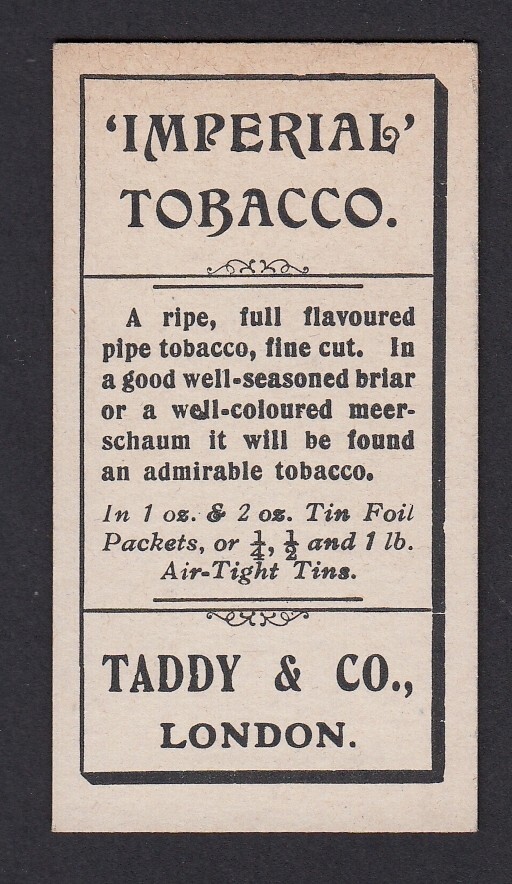 ‘IMPERIAL’
TOBACCO.
A ripe, full flavoured
pipe tobacco, fine cut. In
a good well-seasoned briar
or a well-coloured meer-
schaum it will be found
an admirable tobacco.
In 1 oz. & 2 oz. Tin Foil
Packets, or ¼, ½ and 1 lb.
Air-Tight Tins.
TADDY & CO.,
LONDON.